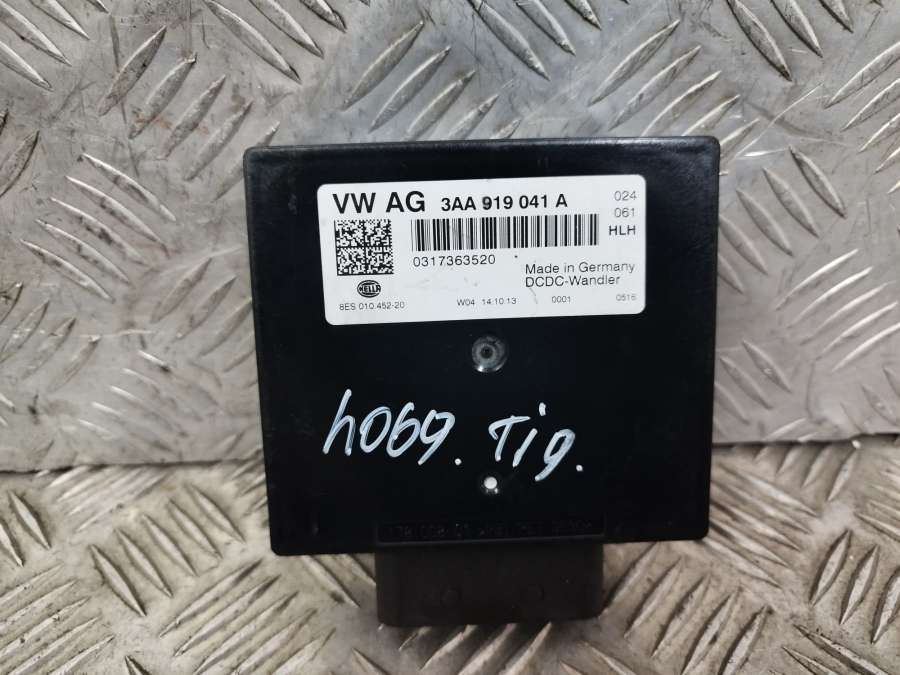 VW AG 3AA 919 041 A 024
061
HLH
0317363520
Made in Germany
DCDC-Wandler
HELLA
8ES 010.452-20 W04 14.10.13 0001 0516
h069. Tig.